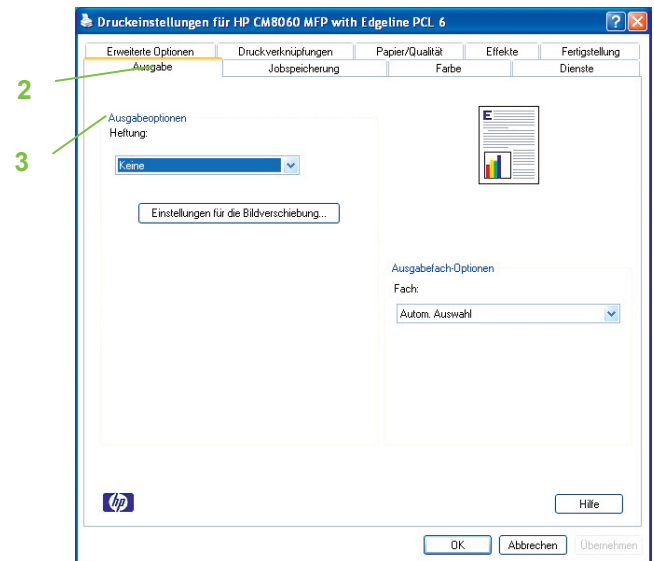 Druckeinstellungen für HP CM8060 MFP with Edgeline PCL 6
Erweiterte Optionen Druckverknüpfungen Papier/Qualität Effekte Fertigstellung
Ausgabe Jobspeicherung Farbe Dienste
2
Ausgabeoptionen
E
Heftung:
3
Keine
Einstellungen für die Bildverschiebung...
Ausgabefach-Optionen
Fach:
Autom. Auswahl
hp
Hilfe
OK Abbrechen Übernehmen